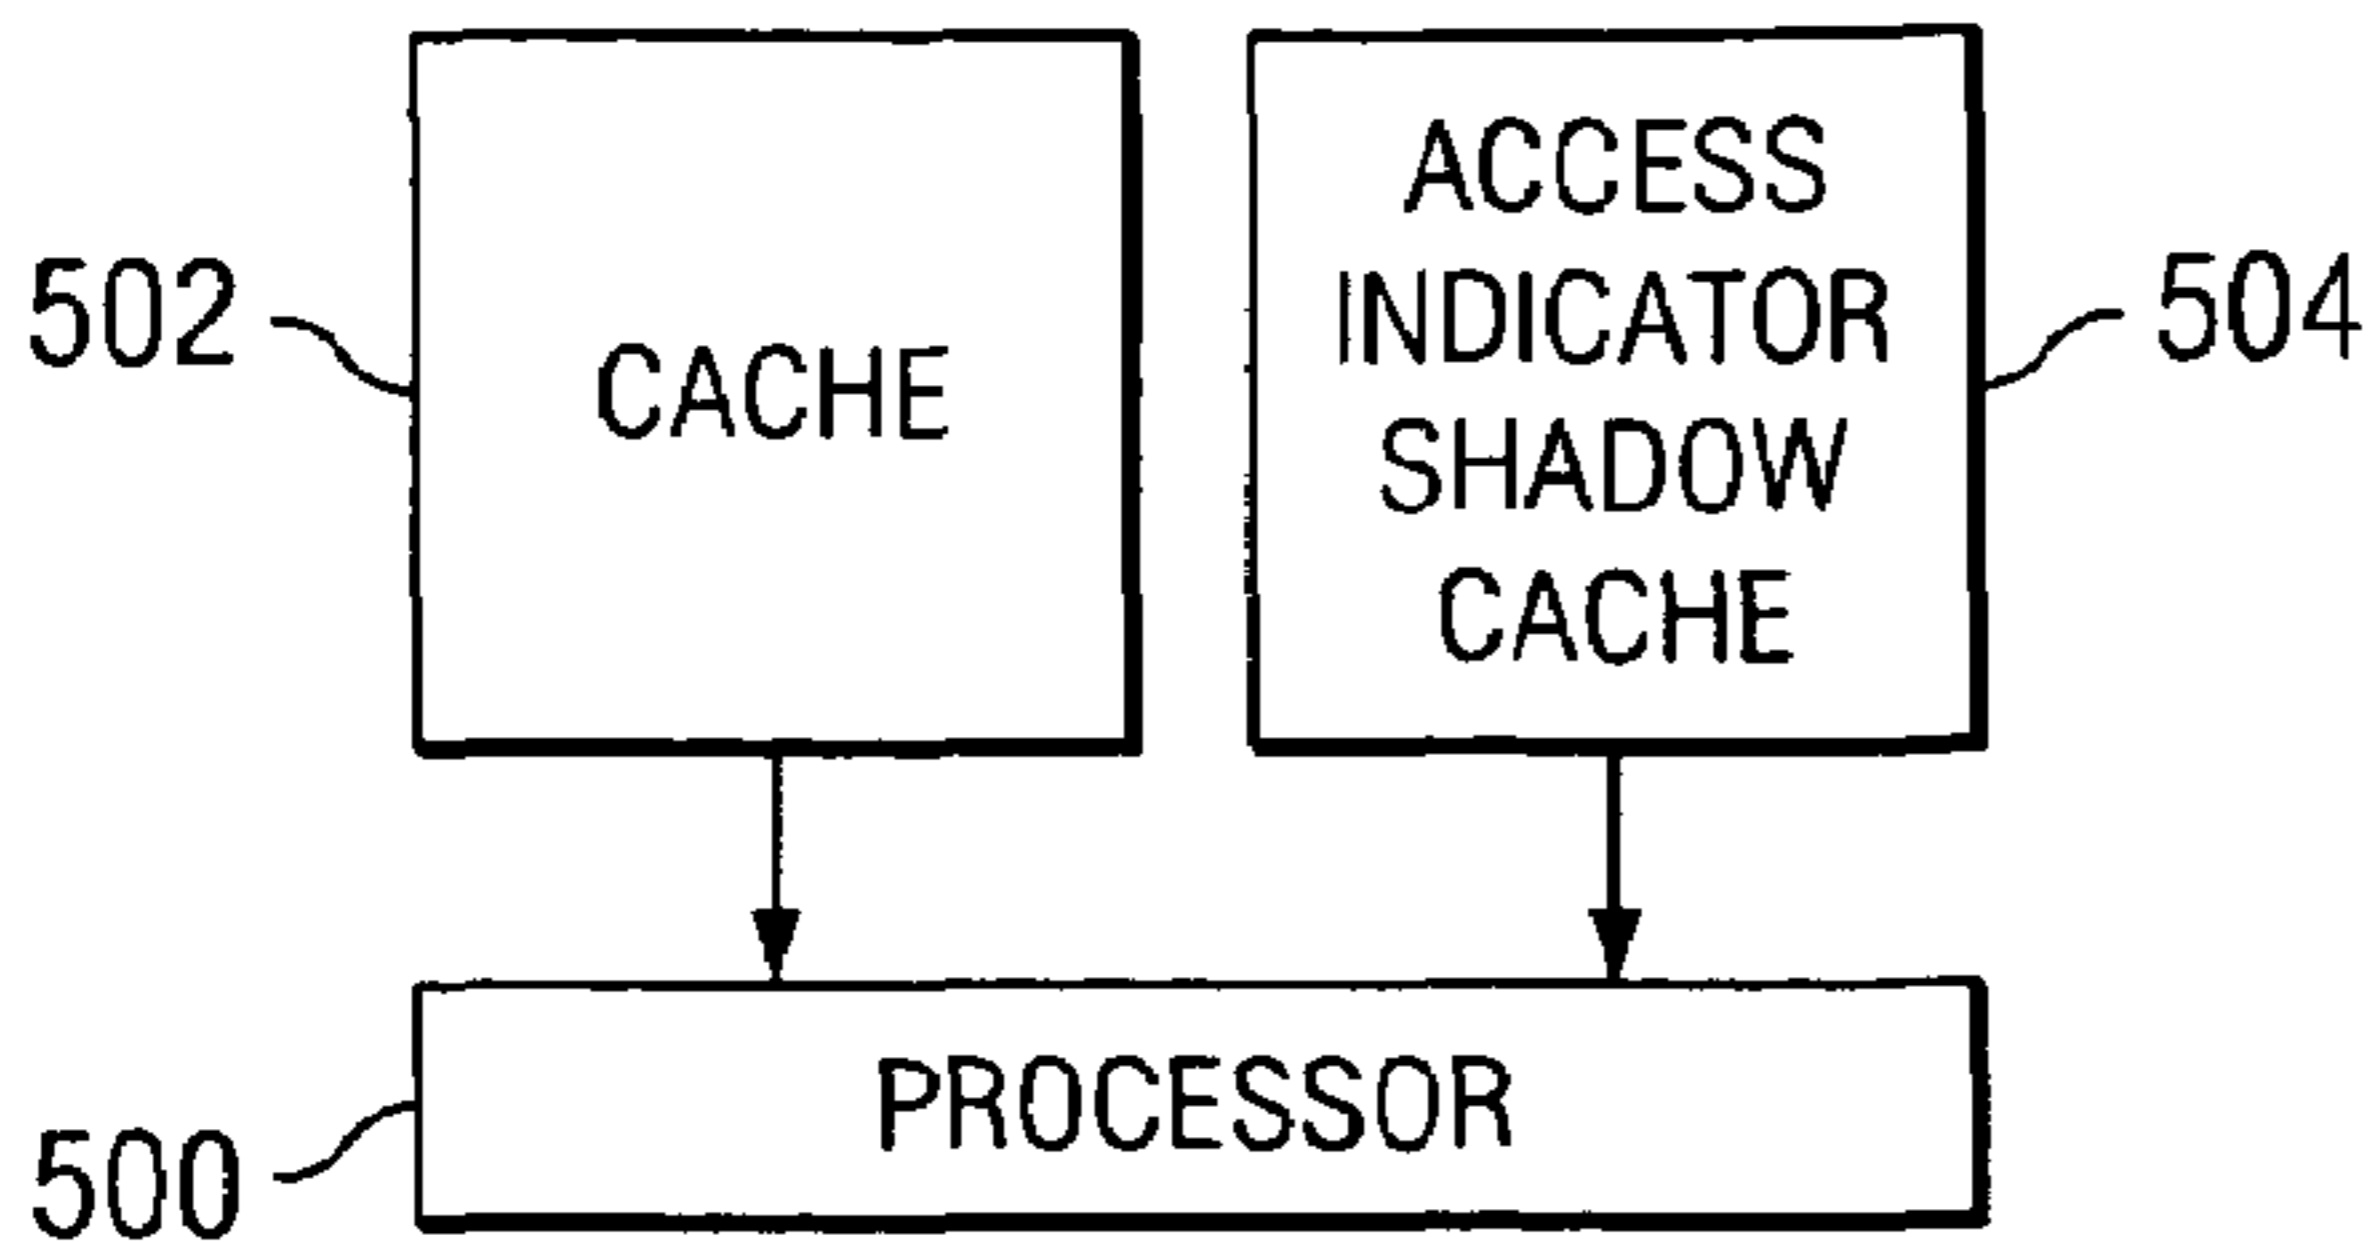 502
CACHE
ACCESS
INDICATOR
SHADOW
CACHE
504
500
PROCESSOR